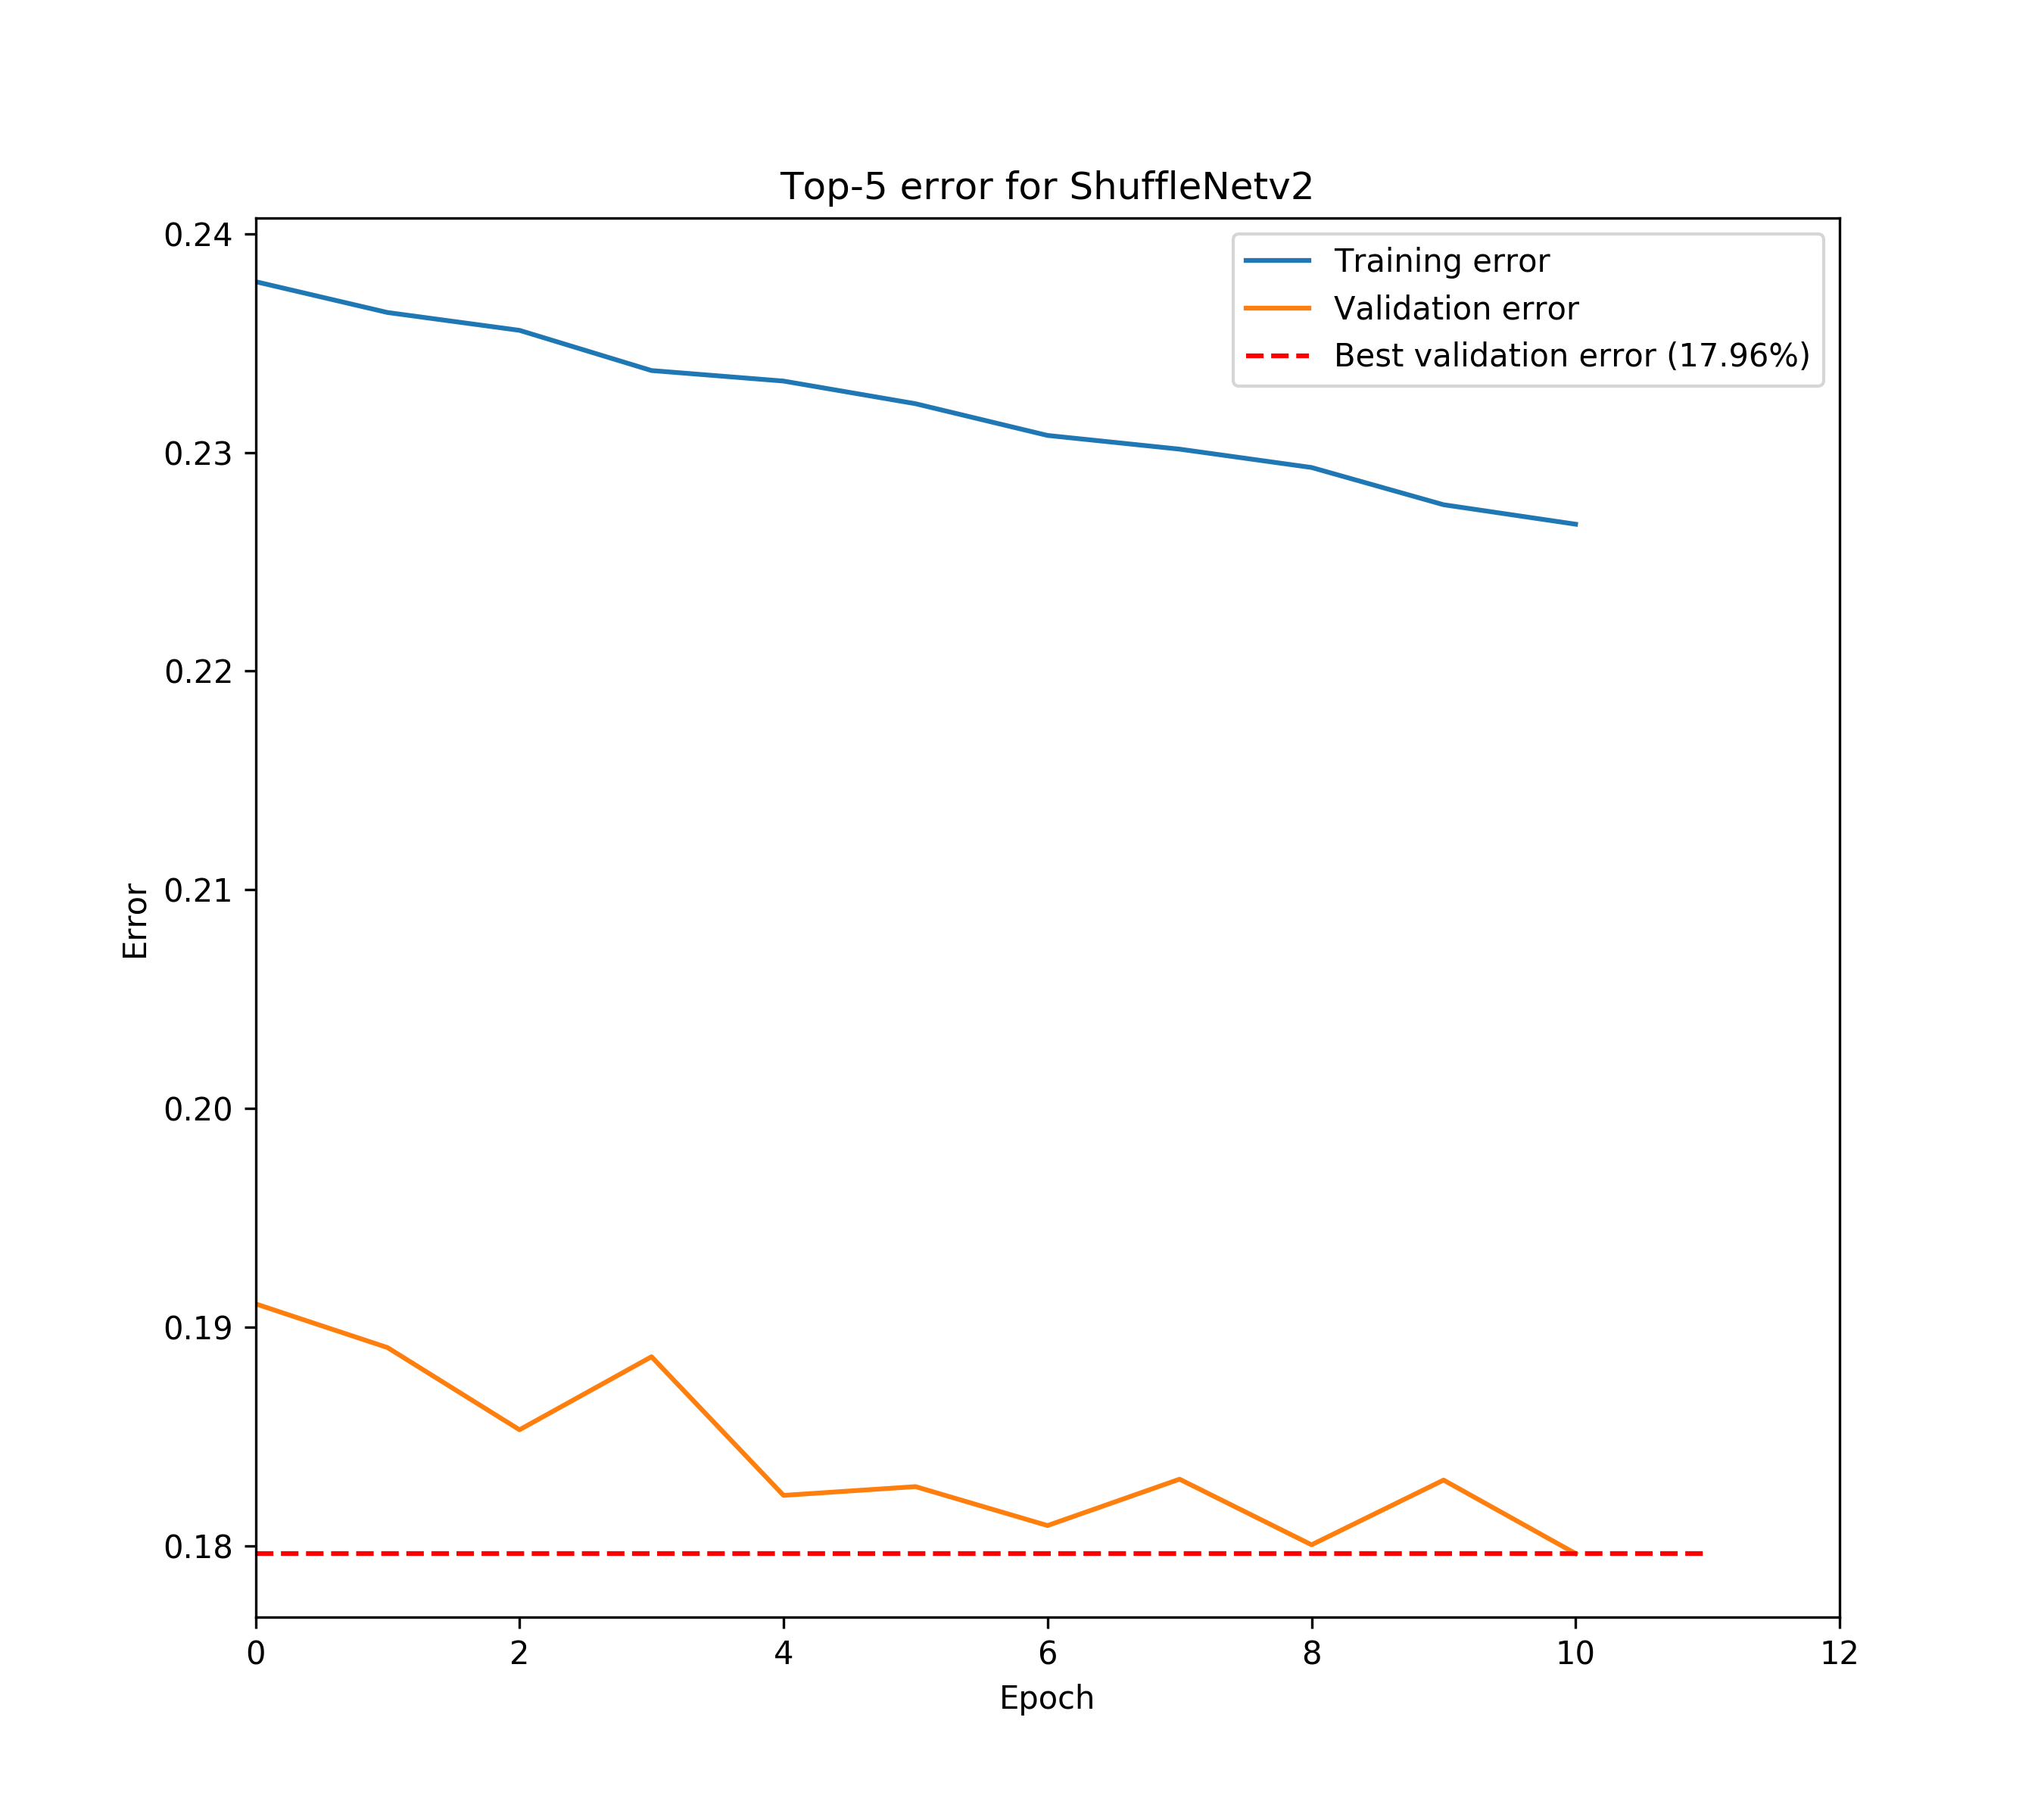 Top-5 error for ShuffleNetv2
Training error
Validation error
Best validation error (17.96%)
Error
0.24
0.23
0.22
0.21
0.20
0.19
0.18
0 2 4 6 8 10 12
Epoch